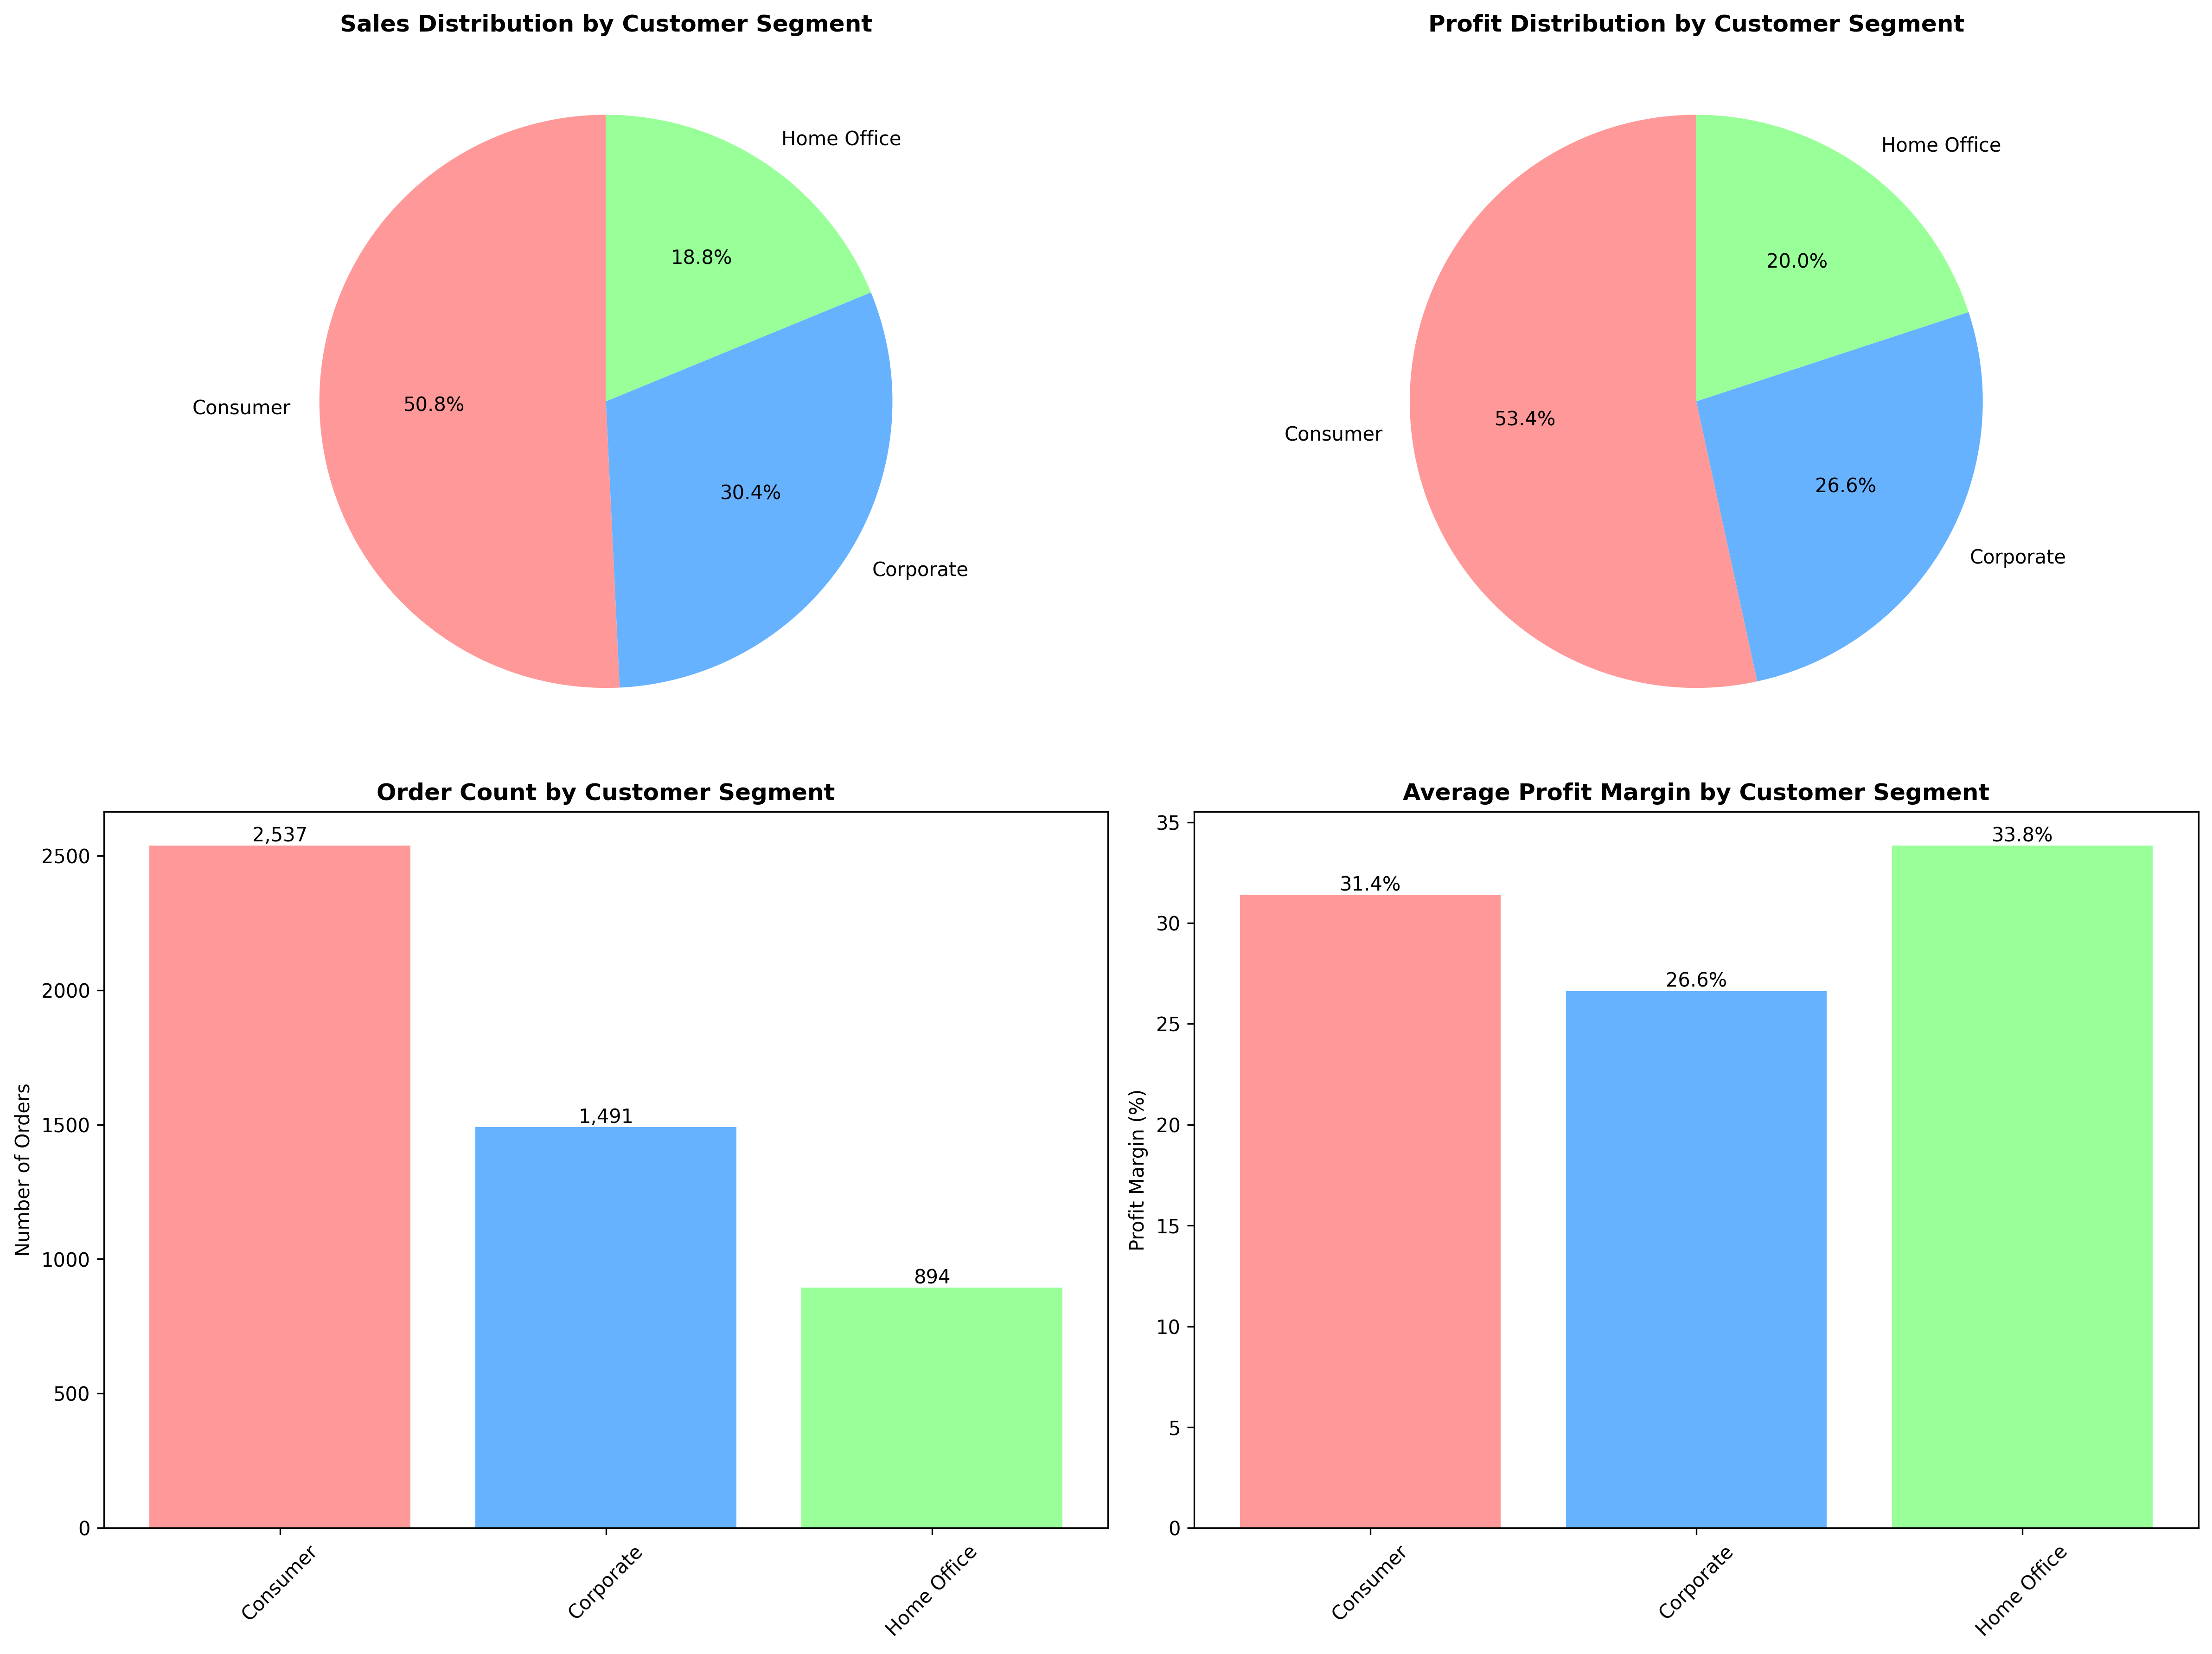 Sales Distribution by Customer Segment
Home Office
18.8%
Consumer
50.8%
30.4%
Corporate
Profit Distribution by Customer Segment
Home Office
20.0%
Consumer
53.4%
26.6%
Corporate
Order Count by Customer Segment
Number of Orders
2500
2000
1500
1000
500
0
2,537
1,491
894
Consumer
Corporate
Home Office
Average Profit Margin by Customer Segment
Profit Margin (%)
35
30
25
20
15
10
5
0
31.4%
26.6%
33.8%
Consumer
Corporate
Home Office